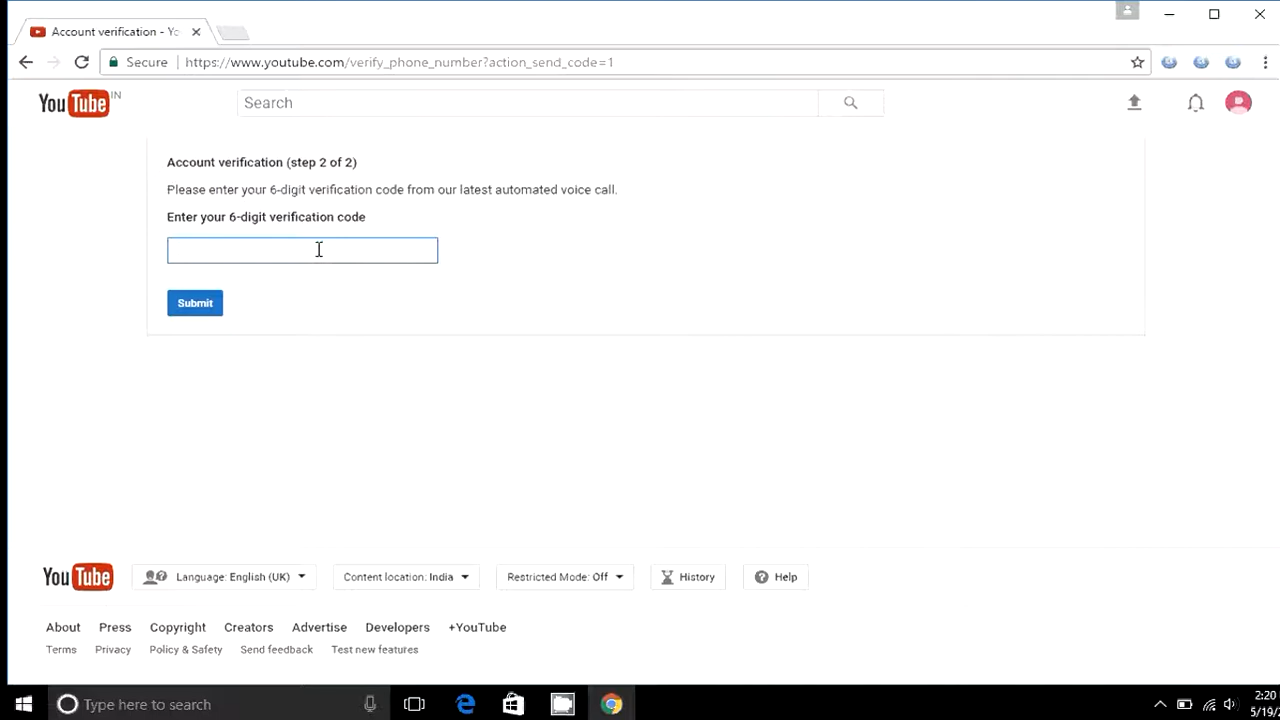 Account verification - Yo
Secure https://www.youtube.com/verify_phone_number?action_send_code=1
YouTube IN
Search
Account verification (step 2 of 2)
Please enter your 6-digit verification code from our latest automated voice call.
Enter your 6-digit verification code
Submit
YouTube Language: English (UK) Content location: India Restricted Mode: Off History Help
About Press Copyright Creators Advertise Developers +YouTube
Terms Privacy Policy & Safety Send feedback Test new features
Type here to search
2:20
5/19/2